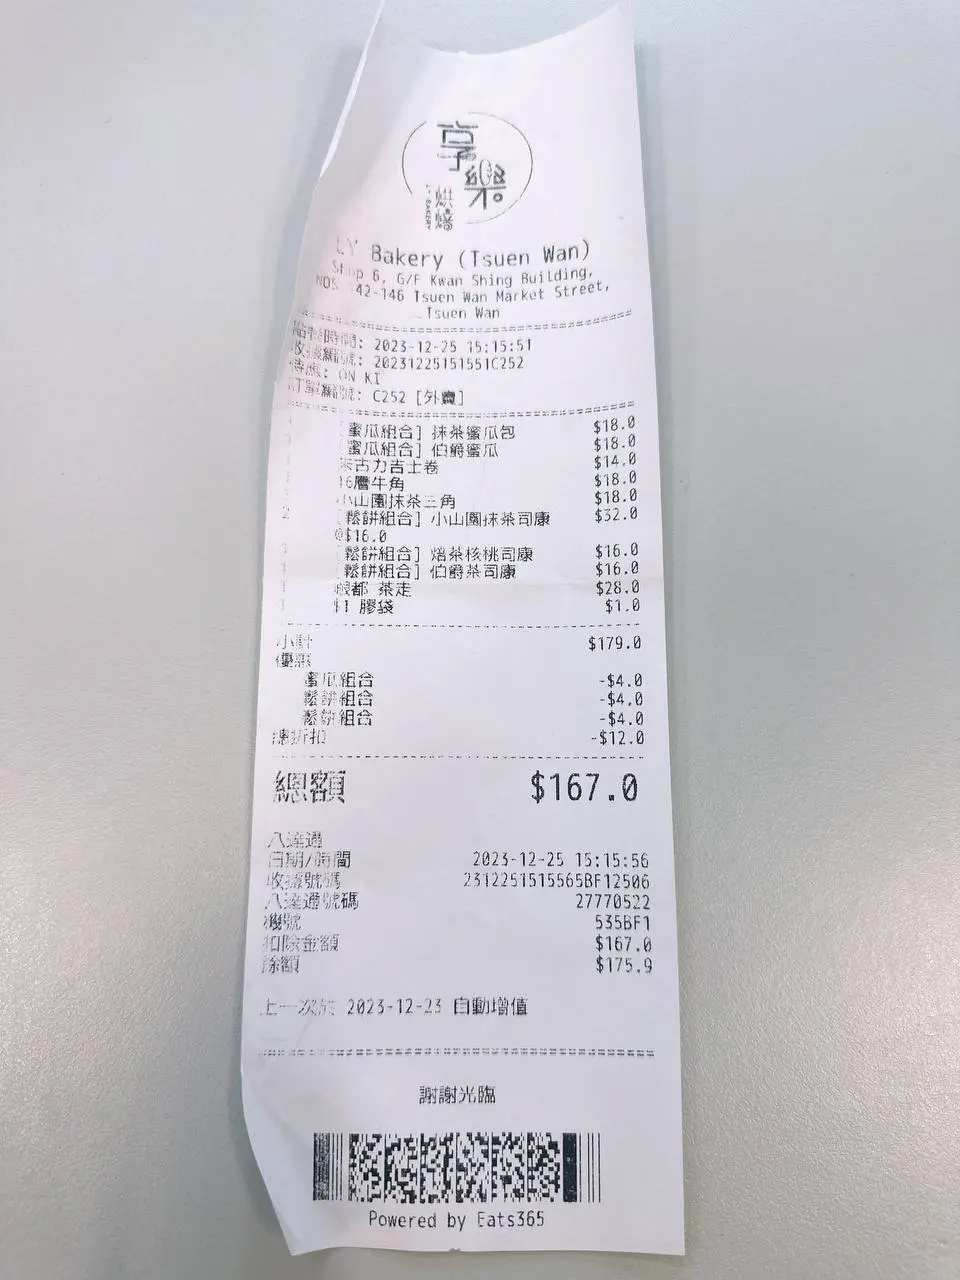 享樂
烘焙
LY BAKERY
LY Bakery (Tsuen Wan)
Shop 6, G/F Kwan Shing Building,
NOS 142-146 Tsuen Wan Market Street,
Tsuen Wan
時間: 2023-12-25 15:15:51
收據編號: 20231225151551C252
侍應: ON KI
訂單編號: C252 [外賣]
[蜜瓜組合] 抹茶蜜瓜包 $18.0
[蜜瓜組合] 伯爵蜜瓜 $18.0
朱古力吉士卷 $14.0
16層牛角 $18.0
小山園抹茶三角 $18.0
2 [鬆餅組合] 小山園抹茶司康 $32.0
@$16.0
[鬆餅組合] 焙茶核桃司康 $16.0
[鬆餅組合] 伯爵茶司康 $16.0
茶走 $28.0
膠袋 $1.0
小計 $179.0
優惠
蜜瓜組合 -$4.0
鬆餅組合 -$4.0
鬆餅組合 -$4.0
總折扣 -$12.0
總額 $167.0
八達通
日期/時間 2023-12-25 15:15:56
收據號碼 2312251515565BF12506
八達通號碼 27770522
機號 535BF1
扣除金額 $167.0
餘額 $175.9
上一次於 2023-12-23 自動增值
謝謝光臨
Powered by Eats365